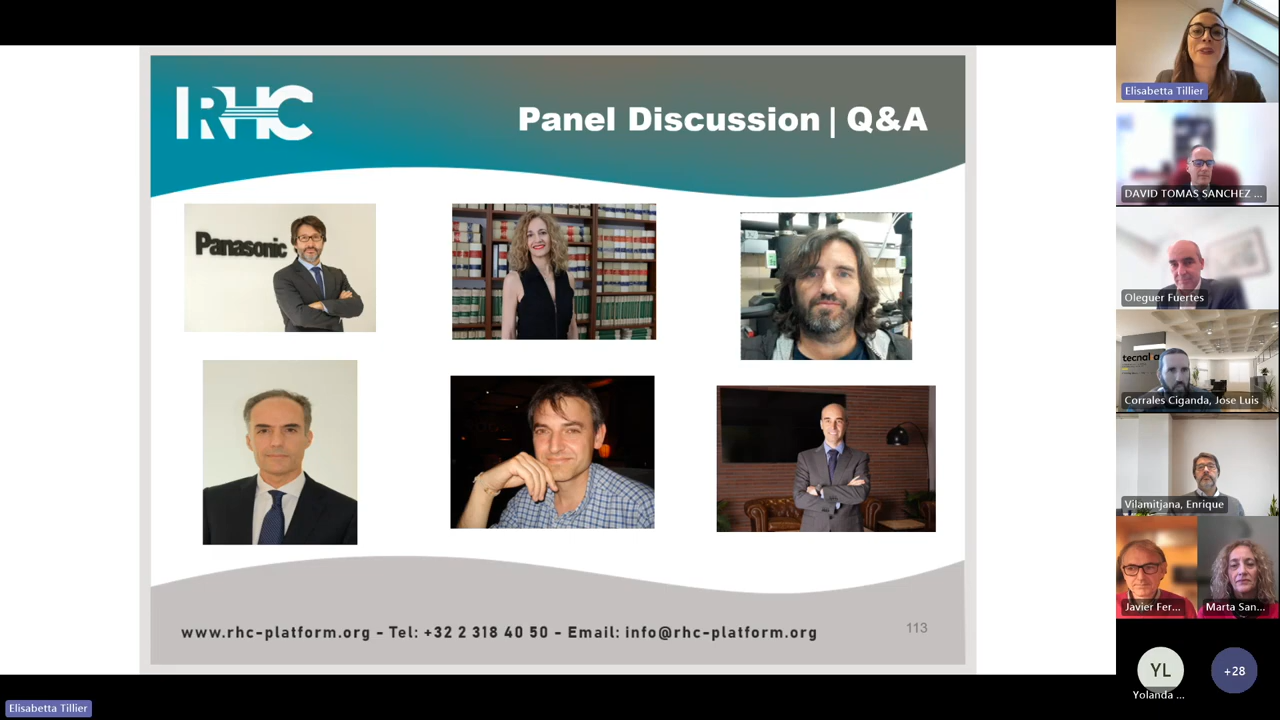 RHC
Panel Discussion | Q&A
Panasonic
www.rhc-platform.org - Tel: +32 2 318 40 50 - Email: info@rhc-platform.org
113
Elisabetta Tillier
Elisabetta Tillier
DAVID TOMAS SANCHEZ ...
Oleguer Fuertes
tecnal a
Corrales Ciganda, Jose Luis
Vilamitjana, Enrique
Javier Fer...
Marta San...
YL
Yolanda ...
+28